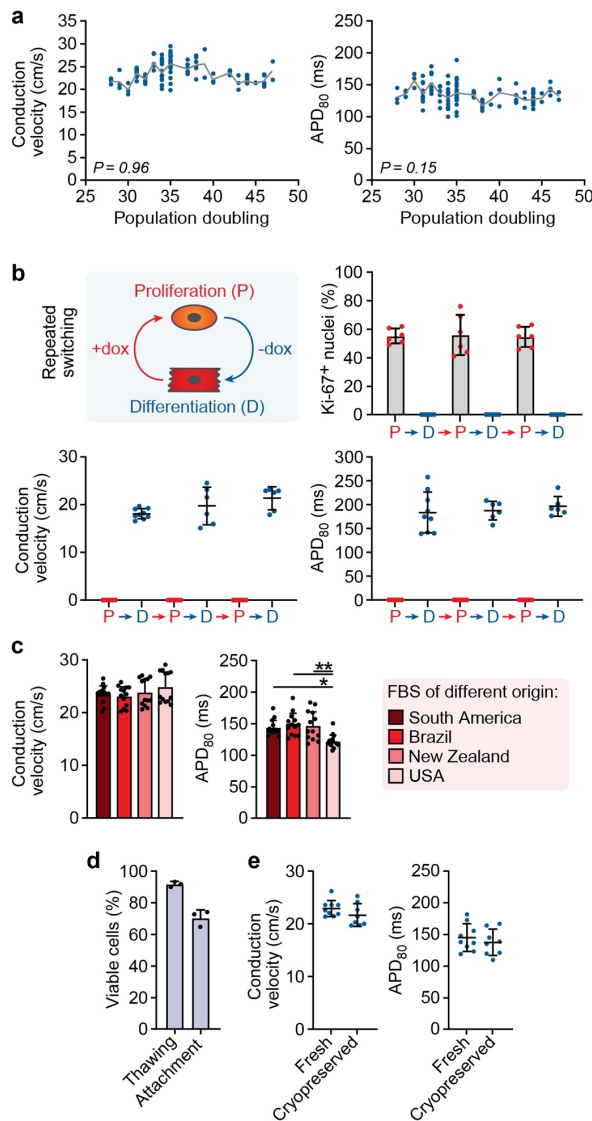 a
Conduction
velocity (cm/s)
35
30
25
20
15
10
5
0
P = 0.96
25 30 35 40 45 50
Population doubling
APD80 (ms)
250
200
150
100
50
0
P = 0.15
25 30 35 40 45 50
Population doubling
b
Repeated
switching
Proliferation (P)
+dox
-dox
Differentiation (D)
Ki-67+ nuclei (%)
100
80
60
40
20
0
P → D → P → D → P → D
Conduction
velocity (cm/s)
30
20
10
0
P → D → P → D → P → D
APD80 (ms)
300
250
200
150
100
50
0
P → D → P → D → P → D
c
Conduction
velocity (cm/s)
30
20
10
0
APD80 (ms)
250
200
150
100
50
0
**
*
FBS of different origin:
South America
Brazil
New Zealand
USA
d
Viable cells (%)
100
80
60
40
20
0
Thawing
Attachment
e
Conduction
velocity (cm/s)
30
20
10
0
Fresh
Cryopreserved
APD80 (ms)
250
200
150
100
50
0
Fresh
Cryopreserved